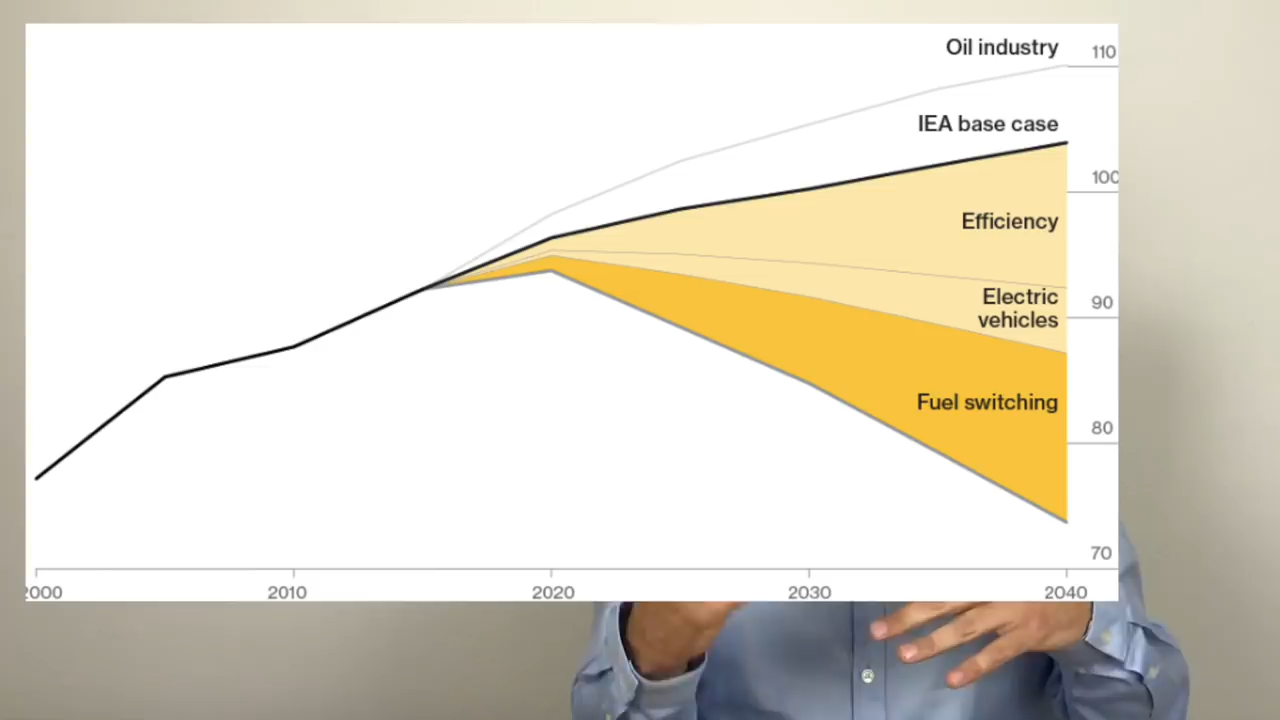 Oil industry
110
IEA base case
100
Efficiency
Electric
vehicles
90
80
Fuel switching
70
2000 2010 2020 2030 2040